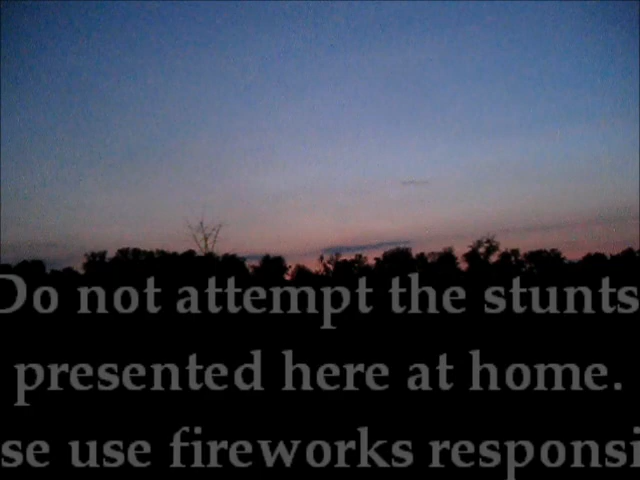 Do not attempt the stunts
presented here at home.
se use fireworks responsi